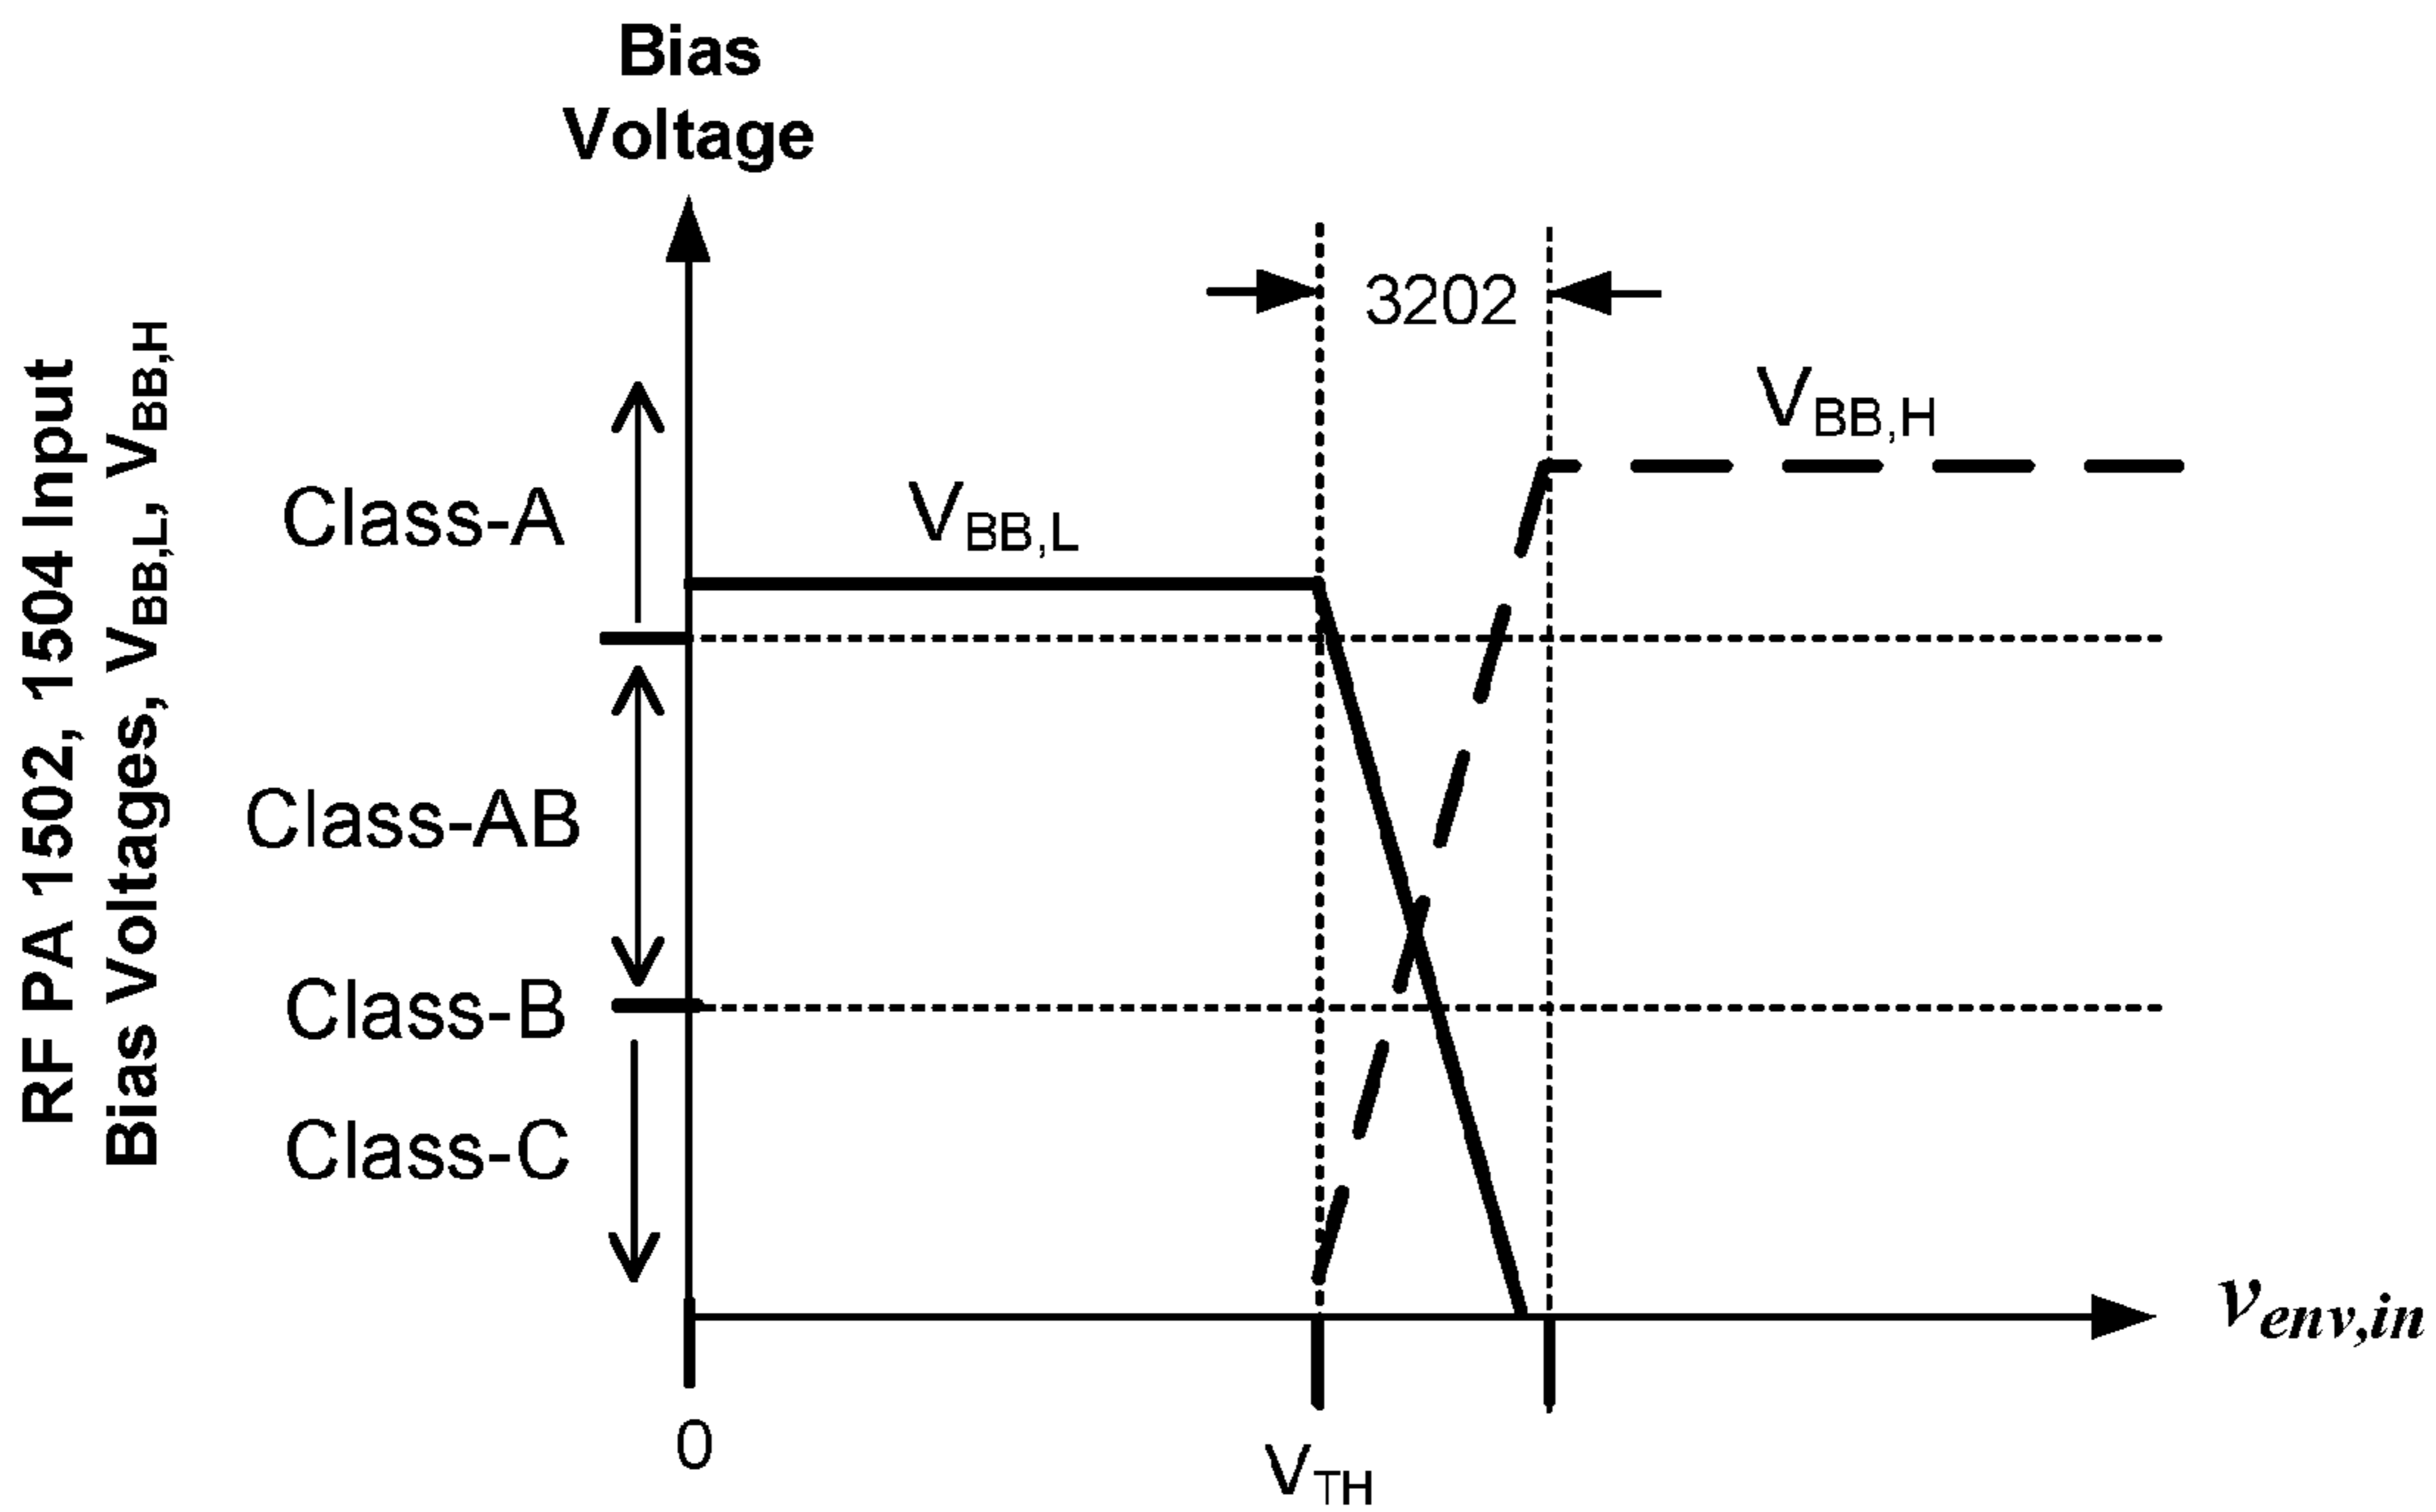 Bias
Voltage
RF PA 1502, 1504 Input
Bias Voltages, VBB,L, VBB,H
3202
VBB,H
Class-A
VBB,L
Class-AB
Class-B
Class-C
venv,in
0
VTH